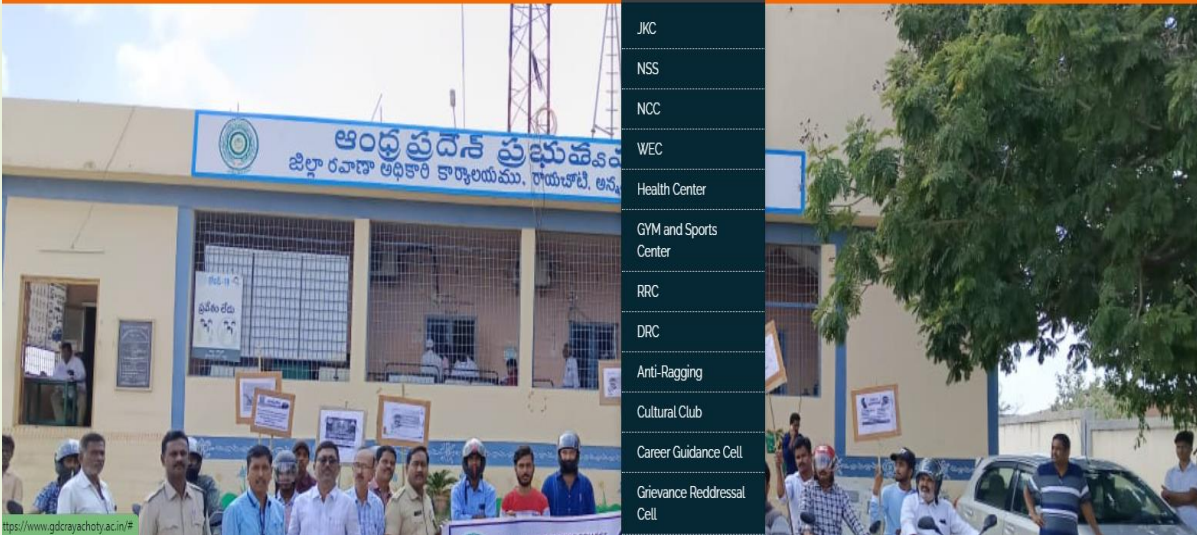 JKC
NSS
NCC
WEC
Health Center
GYM and Sports
Center
RRC
DRC
Anti-Ragging
Cultural Club
Career Guidance Cell
Grievance Reddressal
Cell
ఆంధ్ర ప్రదేశ్
జిల్లా రవాణా అధికారి కార్యాలయము, రాయచోటి,
ప్రవేశం లేదు
ttps://www.gdcrayachoty.ac.in/#